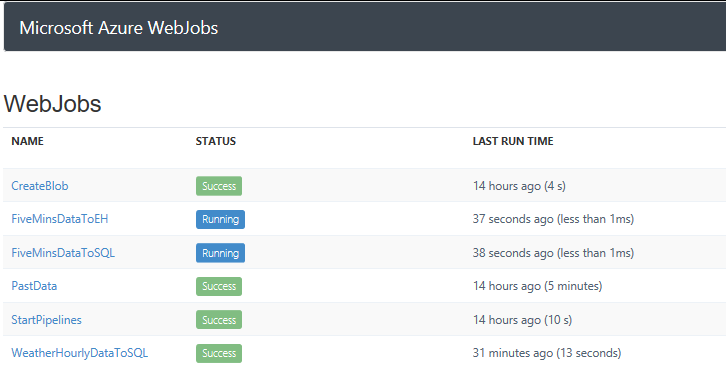 Microsoft Azure WebJobs
WebJobs
NAME STATUS LAST RUN TIME
CreateBlob Success 14 hours ago (4 s)
FiveMinsDataToEH Running 37 seconds ago (less than 1ms)
FiveMinsDataToSQL Running 38 seconds ago (less than 1ms)
PastData Success 14 hours ago (5 minutes)
StartPipelines Success 14 hours ago (10 s)
WeatherHourlyDataToSQL Success 31 minutes ago (13 seconds)